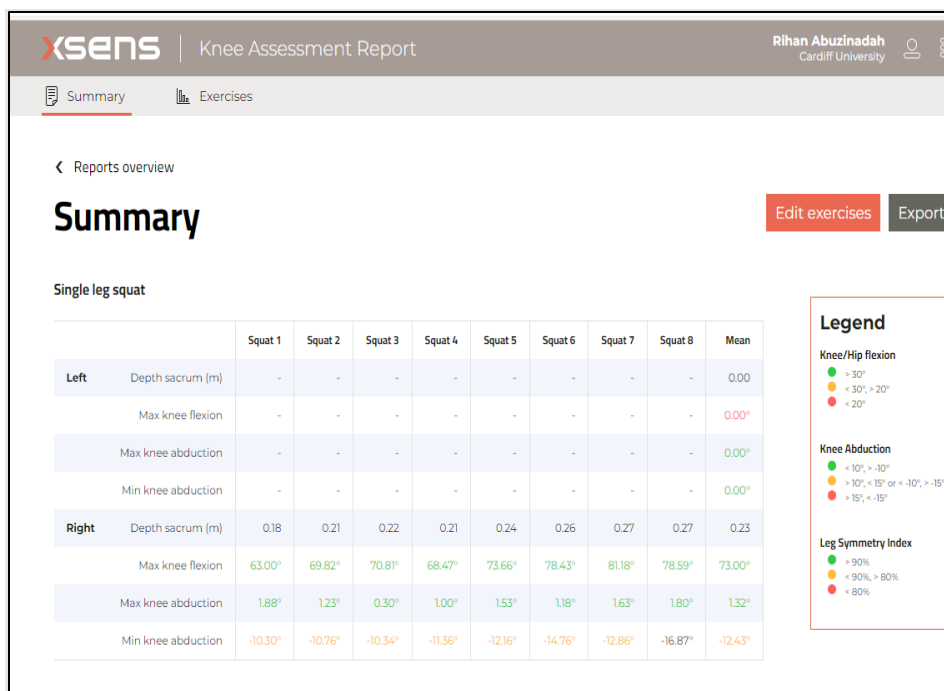 xsens | Knee Assessment Report
Rihan Abuzinadah
Cardiff University
Summary Exercises
Reports overview
Summary
Edit exercises Export
Single leg squat
Squat 1 Squat 2 Squat 3 Squat 4 Squat 5 Squat 6 Squat 7 Squat 8 Mean
Left Depth sacrum (m) - - - - - - - - 0.00
Max knee flexion - - - - - - - - 0.00°
Max knee abduction - - - - - - - - 0.00°
Min knee abduction - - - - - - - - 0.00°
Right Depth sacrum (m) 0.18 0.21 0.22 0.21 0.24 0.26 0.27 0.27 0.23
Max knee flexion 63.00° 69.82° 70.81° 68.47° 73.66° 78.43° 81.18° 78.59° 73.00°
Max knee abduction 1.88° 1.23° 0.30° 1.00° 1.53° 1.18° 1.63° 1.80° 1.32°
Min knee abduction -10.30° -10.76° -10.34° -11.36° -12.16° -14.76° -12.86° -16.87° -12.43°
Legend
Knee/Hip flexion
> 30°
< 30°, > 20°
< 20°
Knee Abduction
< 10°, > -10°
> 10°, < 15° or < -10°, > -15°
> 15°, < -15°
Leg Symmetry Index
> 90%
< 90%, > 80%
< 80%